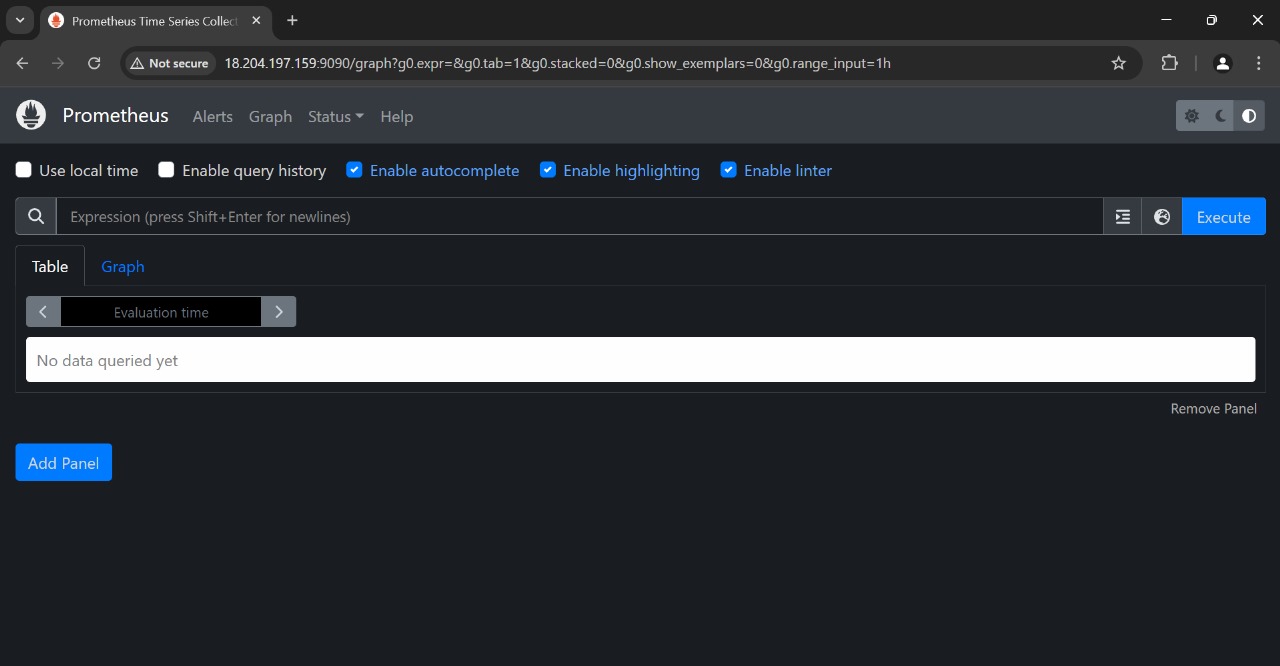 Prometheus Time Series Collect
Not secure
18.204.197.159:9090/graph?g0.expr=&g0.tab=1&g0.stacked=0&g0.show_exemplars=0&g0.range_input=1h
Prometheus Alerts Graph Status Help
Use local time Enable query history Enable autocomplete Enable highlighting Enable linter
Expression (press Shift+Enter for newlines) Execute
Table Graph
Evaluation time
No data queried yet
Remove Panel
Add Panel